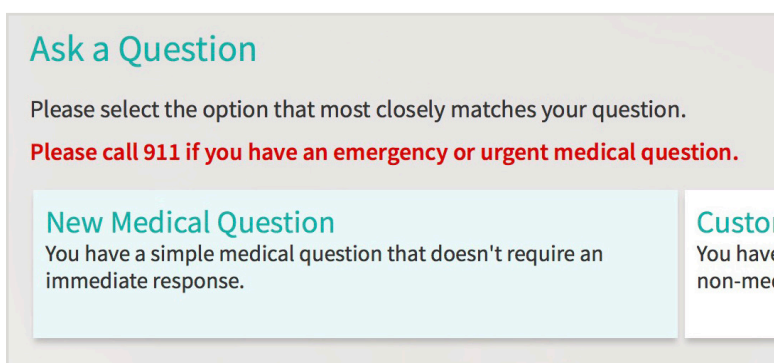 Ask a Question
Please select the option that most closely matches your question.
Please call 911 if you have an emergency or urgent medical question.
New Medical Question
You have a simple medical question that doesn't require an
immediate response.
You have